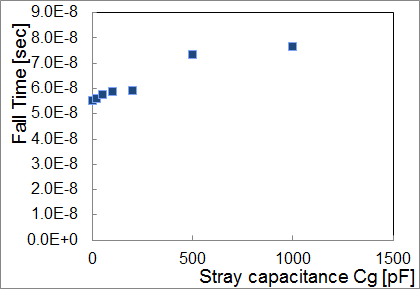 9.0E-8
8.0E-8
7.0E-8
6.0E-8
5.0E-8
4.0E-8
3.0E-8
2.0E-8
1.0E-8
0.0E+0
Fall Time [sec]
0 500 1000 1500
Stray capacitance Cg [pF]